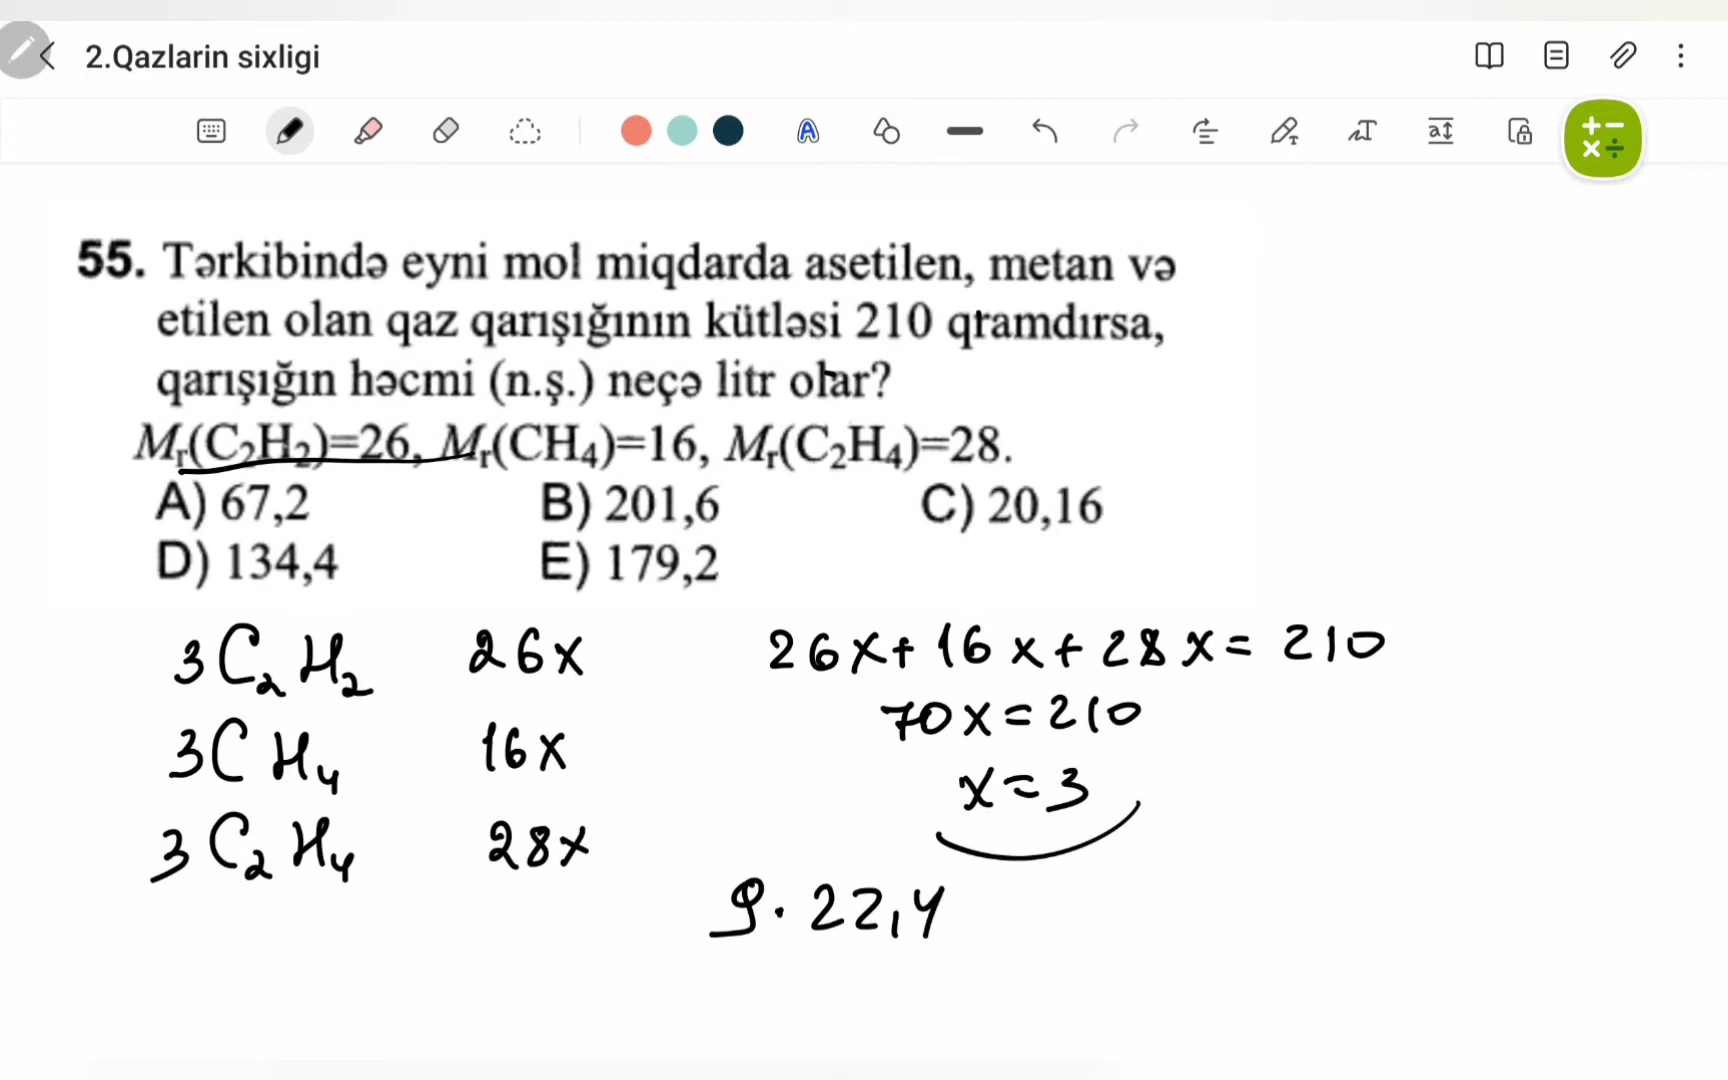 2.Qazlarin sixligi
55. Tərkibində eyni mol miqdarda asetilen, metan və
etilen olan qaz qarışığının kütləsi 210 qramdırsa,
qarışığın həcmi (n.ş.) neçə litr olar?
Mr(C2H2)=26, Mr(CH4)=16, Mr(C2H4)=28.
A) 67,2 B) 201,6 C) 20,16
D) 134,4 E) 179,2
3C2H2 26x 26x+16x+28x=210
70x=210
3CH4 16x
x=3
3C2H4 28x
9·22,4